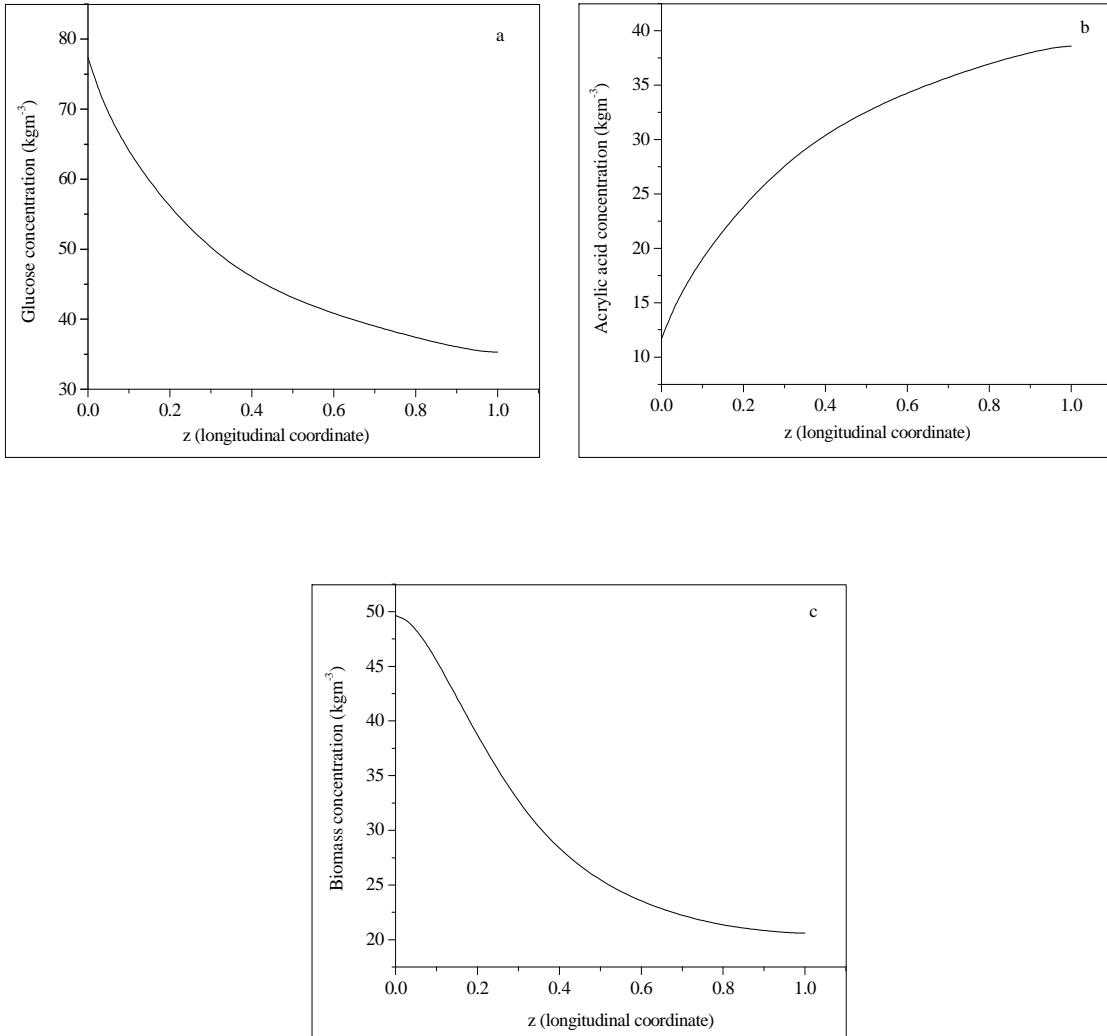 a
Glucose concentration (kgm-3)
80
70
60
50
40
30
0.0 0.2 0.4 0.6 0.8 1.0
z (longitudinal coordinate)
b
Acrylic acid concentration (kgm-3)
40
35
30
25
20
15
10
0.0 0.2 0.4 0.6 0.8 1.0
z (longitudinal coordinate)
c
Biomass concentration (kgm-3)
50
45
40
35
30
25
20
0.0 0.2 0.4 0.6 0.8 1.0
z (longitudinal coordinate)